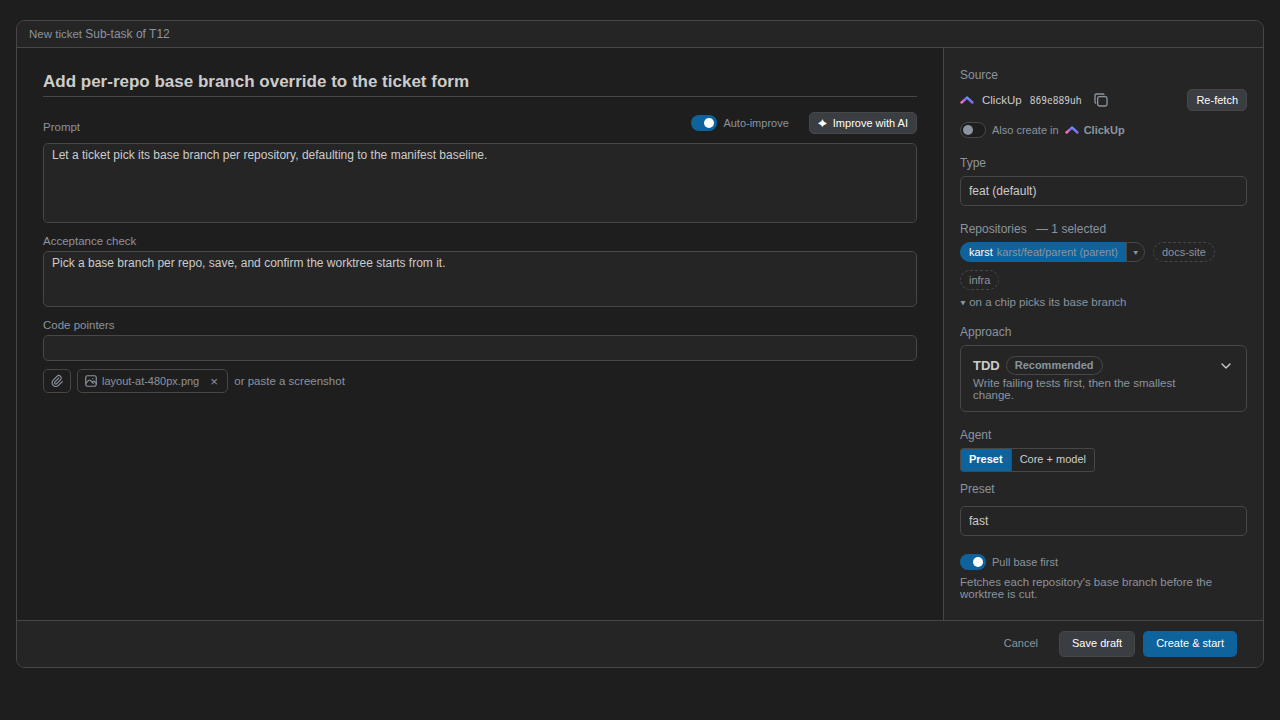 New ticket Sub-task of T12
Add per-repo base branch override to the ticket form
Prompt
Auto-improve
Improve with AI
Let a ticket pick its base branch per repository, defaulting to the manifest baseline.
Acceptance check
Pick a base branch per repo, save, and confirm the worktree starts from it.
Code pointers
layout-at-480px.png ×
or paste a screenshot
Source
ClickUp 869e889uh
Re-fetch
Also create in ClickUp
Type
feat (default)
Repositories — 1 selected
karst karst/feat/parent (parent) ▾
docs-site
infra
▾ on a chip picks its base branch
Approach
TDD Recommended
Write failing tests first, then the smallest
change.
Agent
Preset
Core + model
Preset
fast
Pull base first
Fetches each repository's base branch before the
worktree is cut.
Cancel
Save draft
Create & start